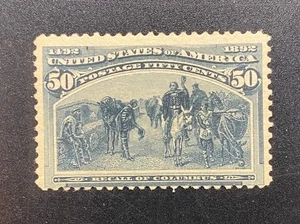 1492 1892
UNITED STATES OF AMERICA
POSTAGE FIFTY CENTS
50 50
RECALL OF COLUMBUS